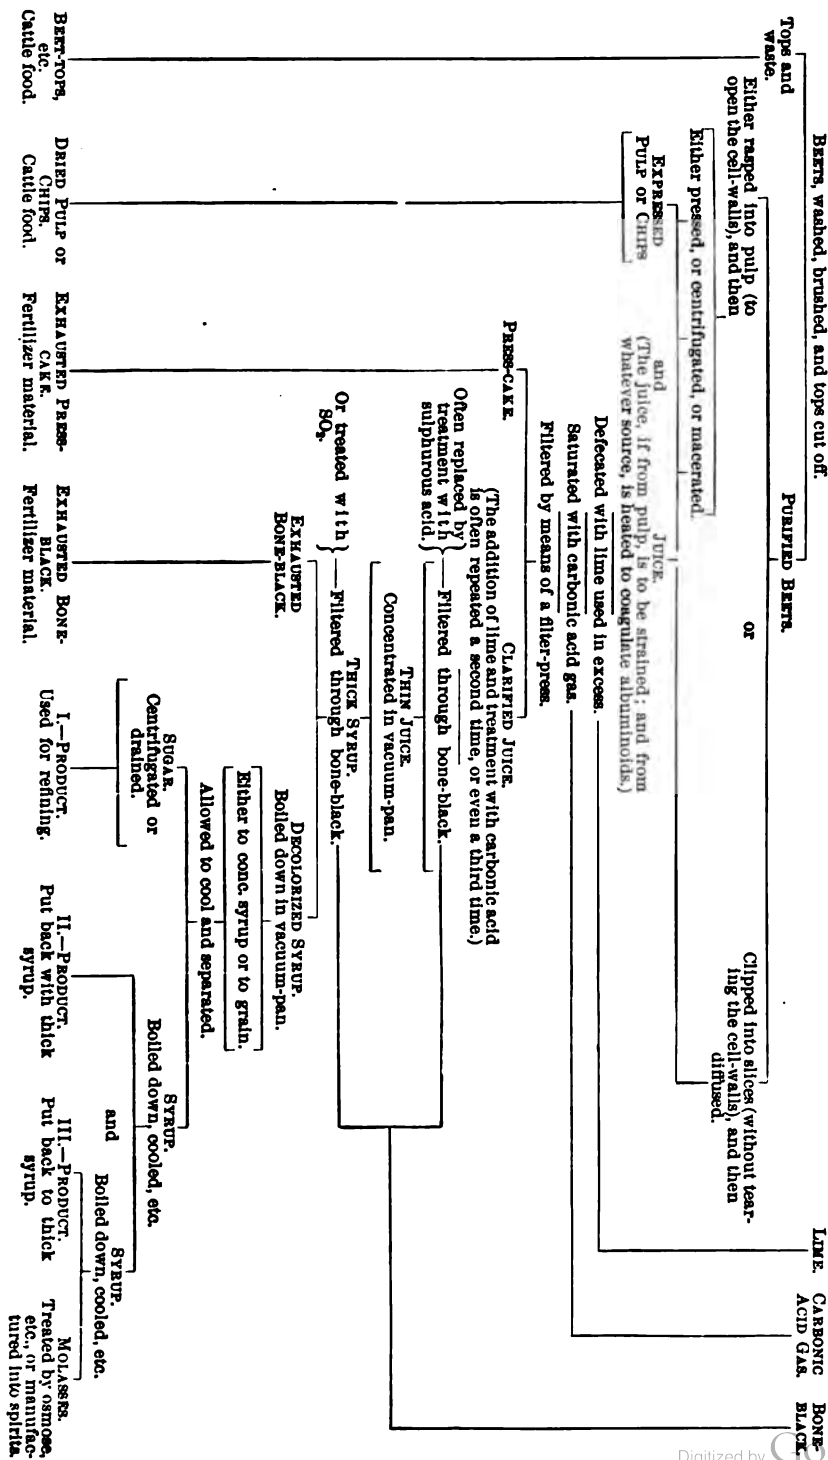 BEETS, washed, brushed, and tops cut off.
LIME.
CARBONIC
ACID GAS.
BONE-
BLACK.
Tops and
waste.
PURIFIED BEETS.
Either rasped into pulp (to
open the cell-walls), and then
or
Clipped into slices (without tear-
ing the cell-walls), and then
diffused.
Either pressed, or centrifugated, or macerated.
EXPRESSED
PULP or CHIPS
and
JUICE.
(The juice, if from pulp, is to be strained; and from
whatever source, is heated to coagulate albuminoids.)
Defecated with lime used in excess.
Saturated with carbonic acid gas.
Filtered by means of a filter-press.
PRESS-CAKE.
CLARIFIED JUICE.
(The addition of lime and treatment with carbonic acid
is often repeated a second time, or even a third time.)
Often replaced by
treatment with
sulphurous acid.
Filtered through bone-black.
THIN JUICE.
Concentrated in vacuum-pan.
THICK SYRUP.
Or treated with
SO₂.
Filtered through bone-black.
EXHAUSTED
BONE-BLACK.
DECOLORIZED SYRUP.
Boiled down in vacuum-pan.
Either to conc. syrup or to grain.
Allowed to cool and separated.
SUGAR.
Centrifugated or
drained.
SYRUP.
Boiled down, cooled, etc.
and
SYRUP.
Boiled down, cooled, etc.
BEET-TOPS,
etc.
Cattle food.
DRIED PULP or
CHIPS.
Cattle food.
EXHAUSTED PRESS-
CAKE.
Fertilizer material.
EXHAUSTED BONE-
BLACK.
Fertilizer material.
I.—PRODUCT.
Used for refining.
II.—PRODUCT.
Put back with thick
syrup.
III.—PRODUCT.
Put back to thick
syrup.
MOLASSES.
Treated by osmose,
etc., or manufac-
tured into spirits.
Digitized by